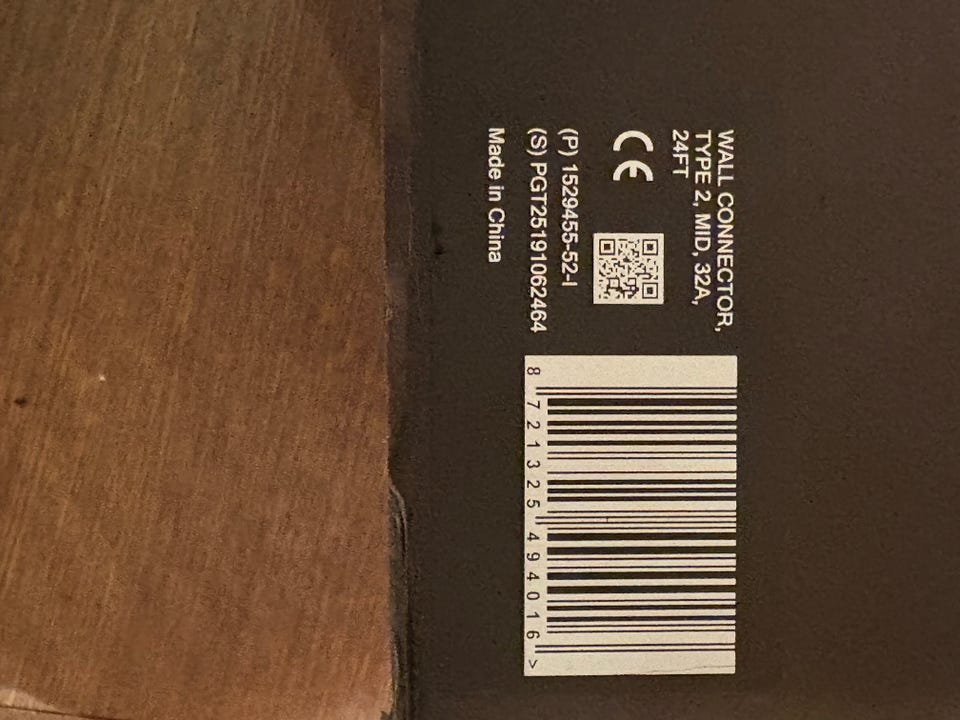 WALL CONNECTOR,
TYPE 2, MID, 32A,
24FT
CE
(P) 1529455-52-I
(S) PGT25191062464
Made in China
8 721325 494016 >